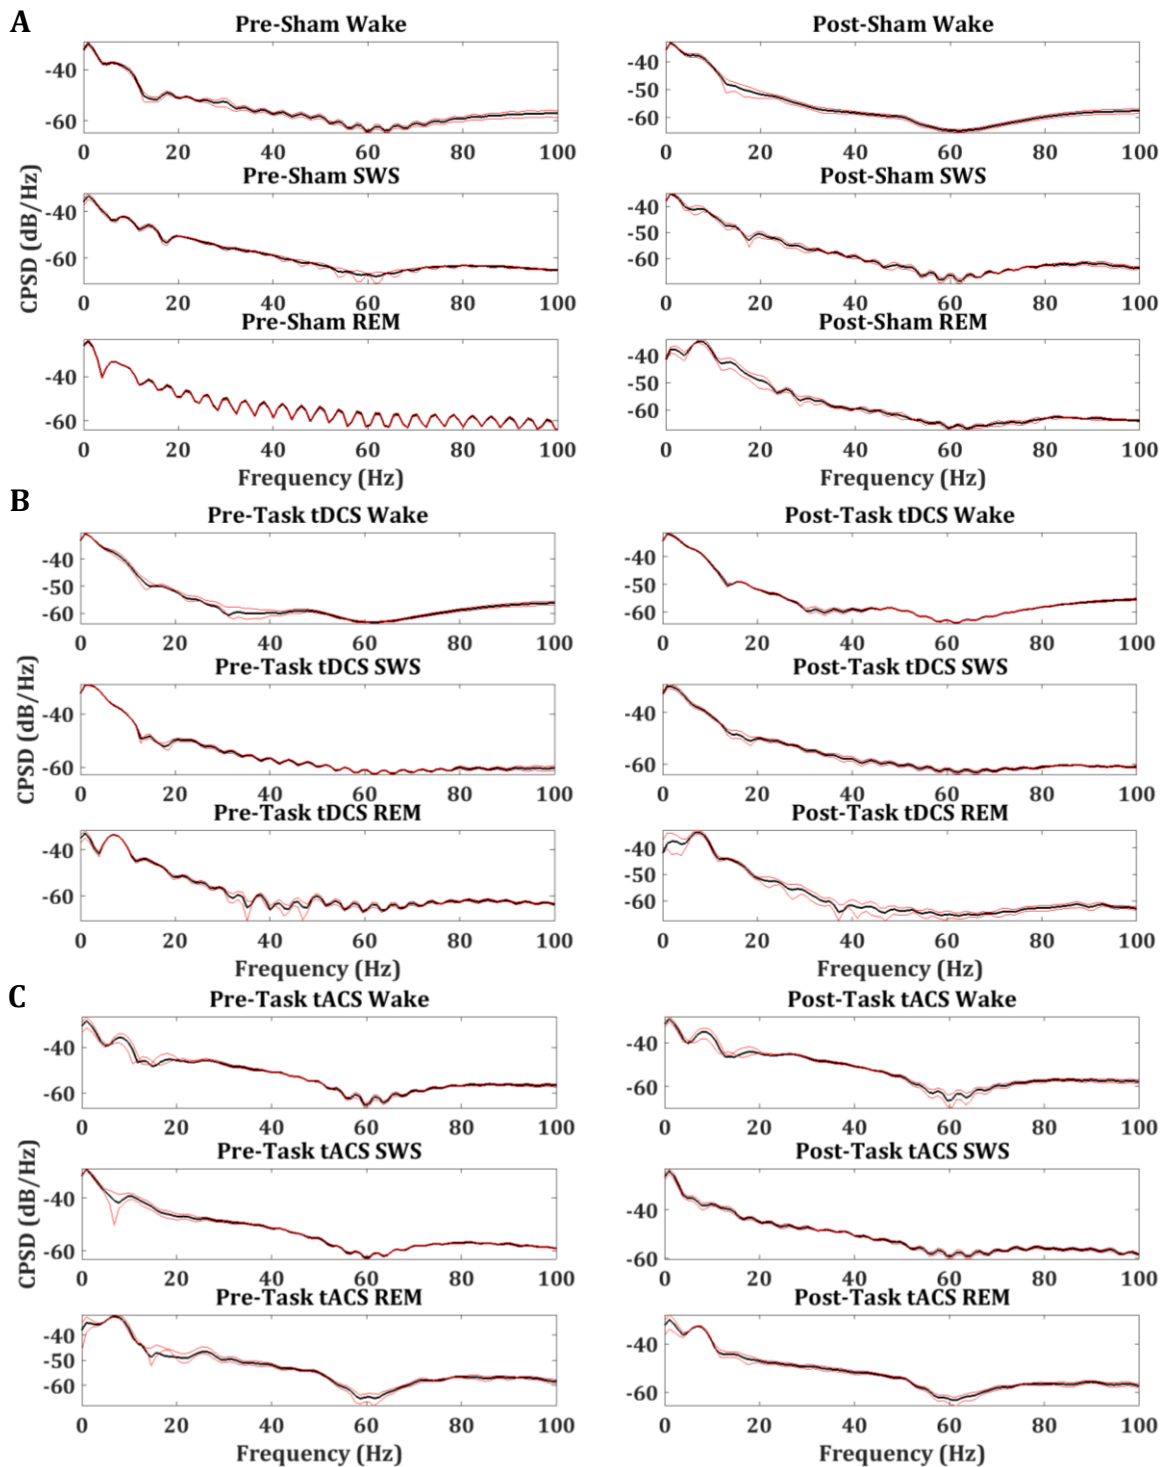 A
Pre-Sham Wake Post-Sham Wake
-40 -40
-50
-60 -60
0 20 40 60 80 100 0 20 40 60 80 100
Pre-Sham SWS Post-Sham SWS
CPSD (dB/Hz)
-40 -40
-50
-60 -60
0 20 40 60 80 100 0 20 40 60 80 100
Pre-Sham REM Post-Sham REM
-40 -40
-50
-60 -60
0 20 40 60 80 100 0 20 40 60 80 100
Frequency (Hz) Frequency (Hz)
B
Pre-Task tDCS Wake Post-Task tDCS Wake
-40 -40
-50 -50
-60 -60
0 20 40 60 80 100 0 20 40 60 80 100
Pre-Task tDCS SWS Post-Task tDCS SWS
CPSD (dB/Hz)
-40 -40
-60 -60
0 20 40 60 80 100 0 20 40 60 80 100
Pre-Task tDCS REM Post-Task tDCS REM
-40 -40
-50
-60 -60
0 20 40 60 80 100 0 20 40 60 80 100
Frequency (Hz) Frequency (Hz)
C
Pre-Task tACS Wake Post-Task tACS Wake
-40 -40
-60 -60
0 20 40 60 80 100 0 20 40 60 80 100
Pre-Task tACS SWS Post-Task tACS SWS
CPSD (dB/Hz)
-40 -40
-60 -60
0 20 40 60 80 100 0 20 40 60 80 100
Pre-Task tACS REM Post-Task tACS REM
-40 -40
-50
-60 -60
0 20 40 60 80 100 0 20 40 60 80 100
Frequency (Hz) Frequency (Hz)